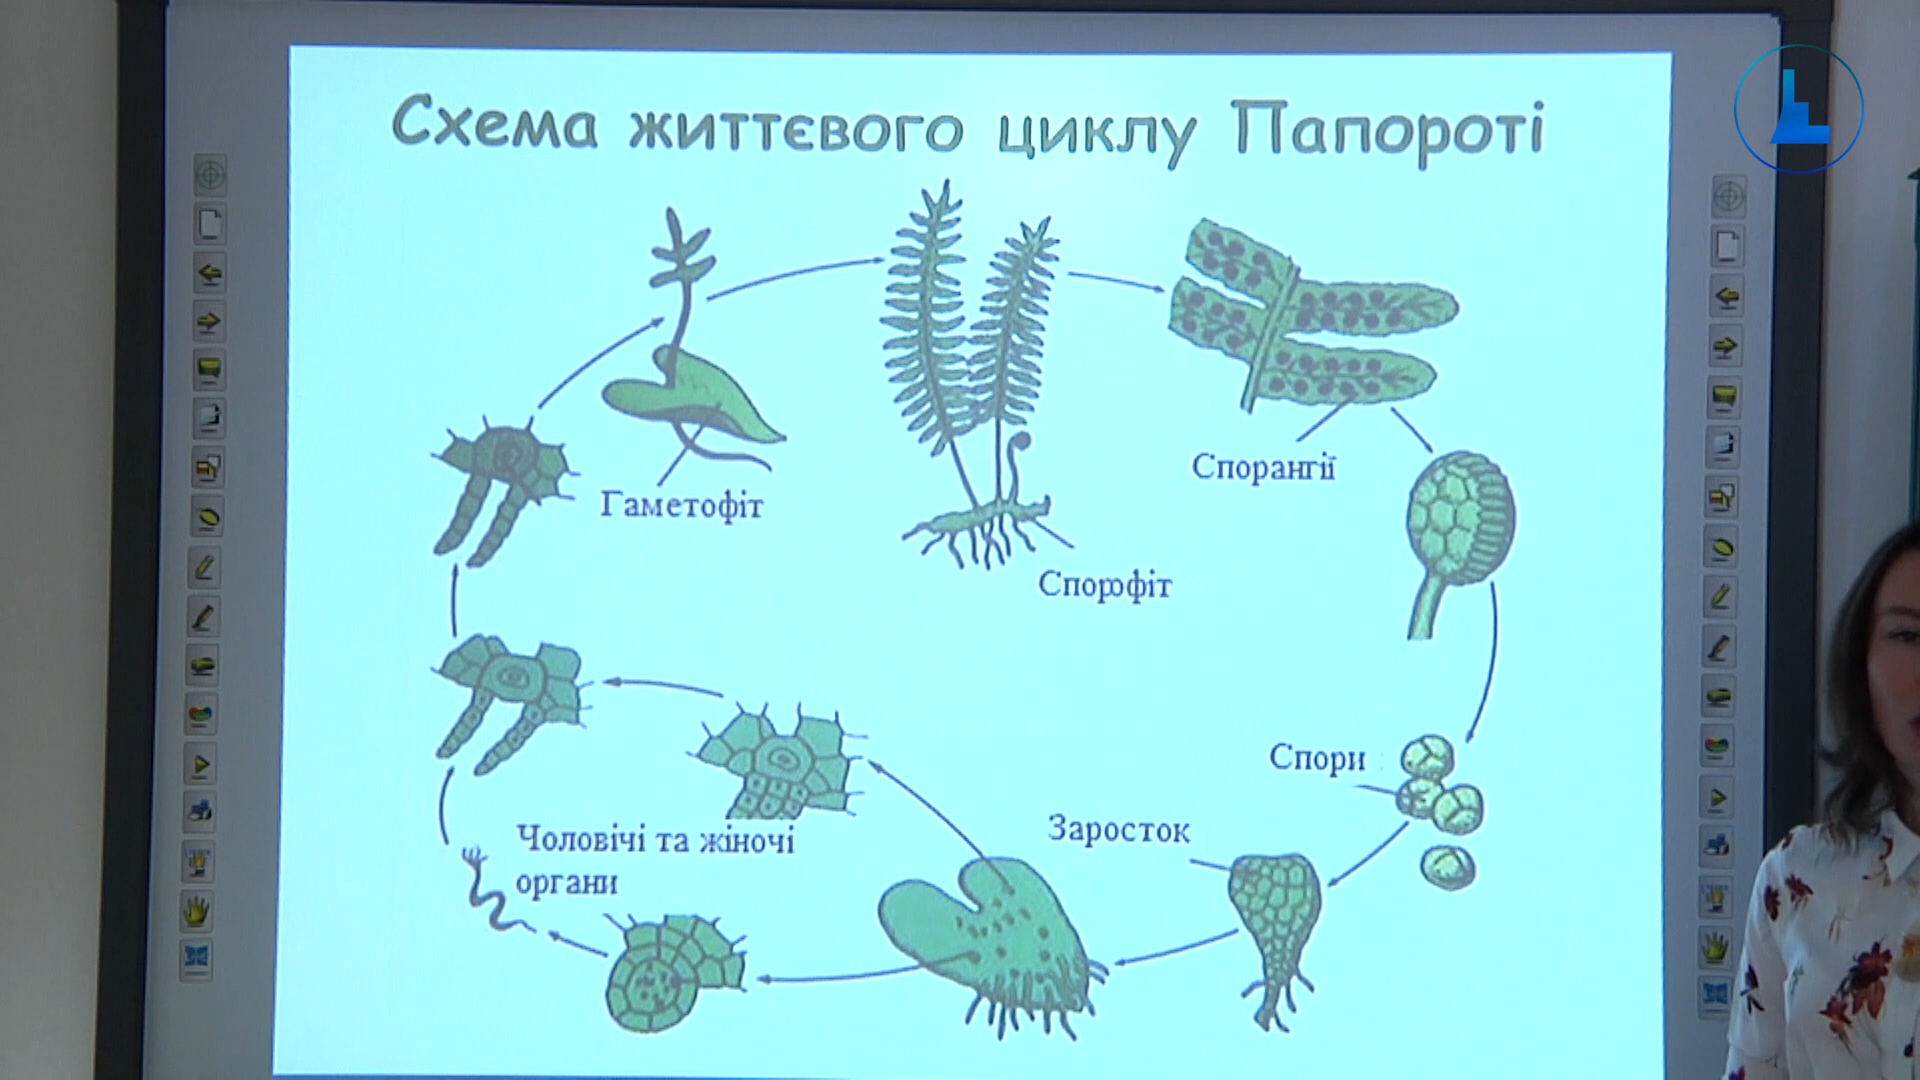 Схема життєвого циклу Папороті
Гаметофіт
Спорангії
Спорофіт
Спори
Заросток
Чоловічі та жіночі
органи